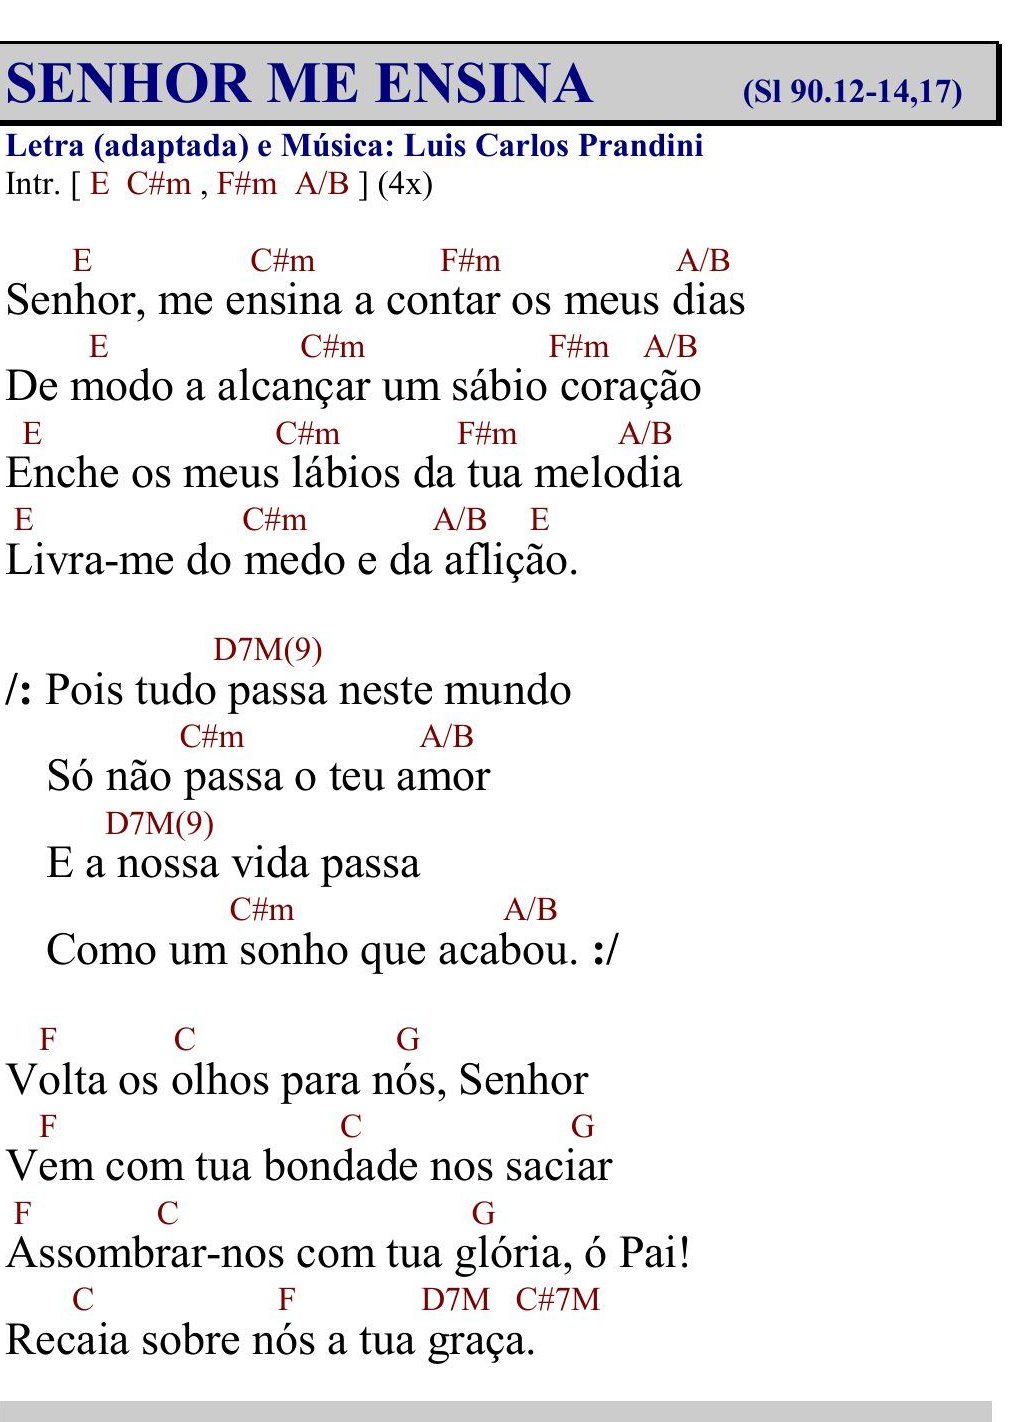 SENHOR ME ENSINA (Sl 90.12-14,17)
Letra (adaptada) e Música: Luis Carlos Prandini
Intr. [ E C#m , F#m A/B ] (4x)
E C#m F#m A/B
Senhor, me ensina a contar os meus dias
E C#m F#m A/B
De modo a alcançar um sábio coração
E C#m F#m A/B
Enche os meus lábios da tua melodia
E C#m A/B E
Livra-me do medo e da aflição.
D7M(9)
/: Pois tudo passa neste mundo
C#m A/B
Só não passa o teu amor
D7M(9)
E a nossa vida passa
C#m A/B
Como um sonho que acabou. :/
F C G
Volta os olhos para nós, Senhor
F C G
Vem com tua bondade nos saciar
F C G
Assombrar-nos com tua glória, ó Pai!
C F D7M C#7M
Recaia sobre nós a tua graça.